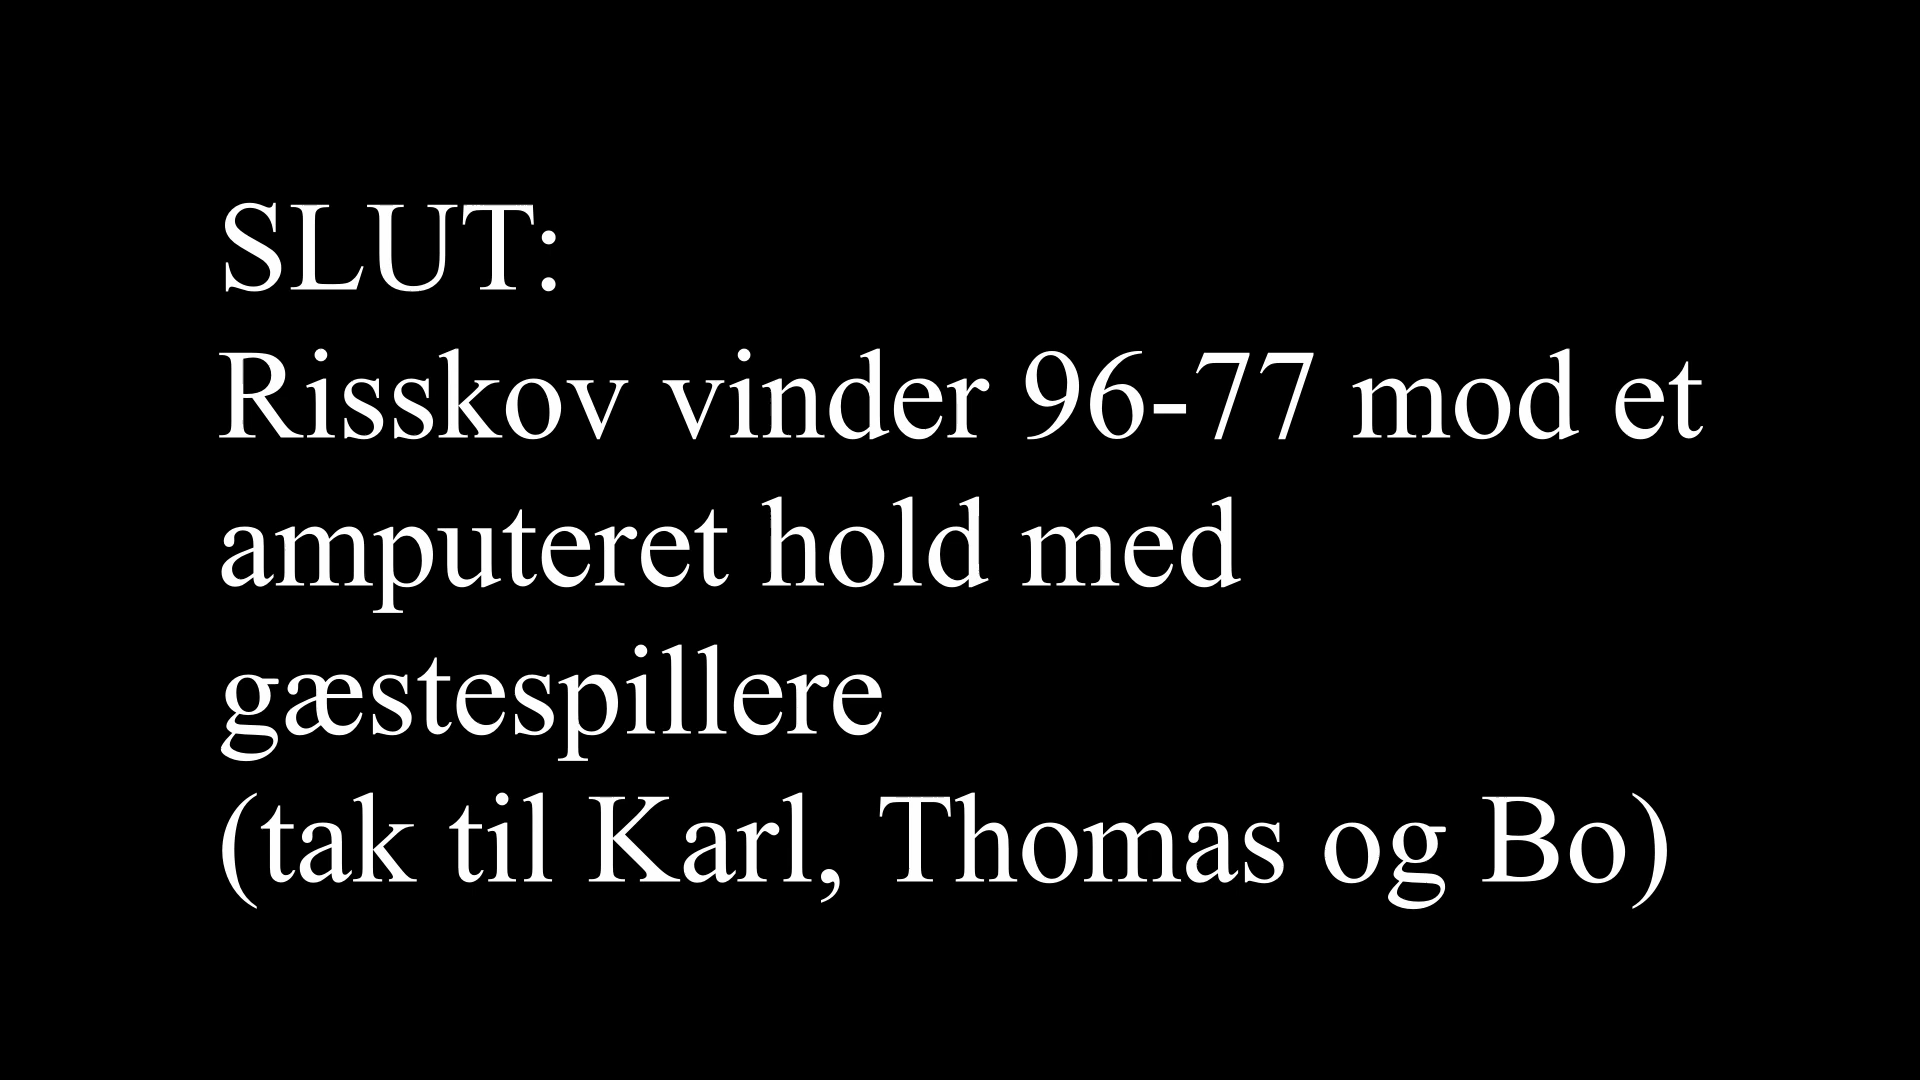 SLUT:
Risskov vinder 96-77 mod et
amputeret hold med
gæstespillere
(tak til Karl, Thomas og Bo)